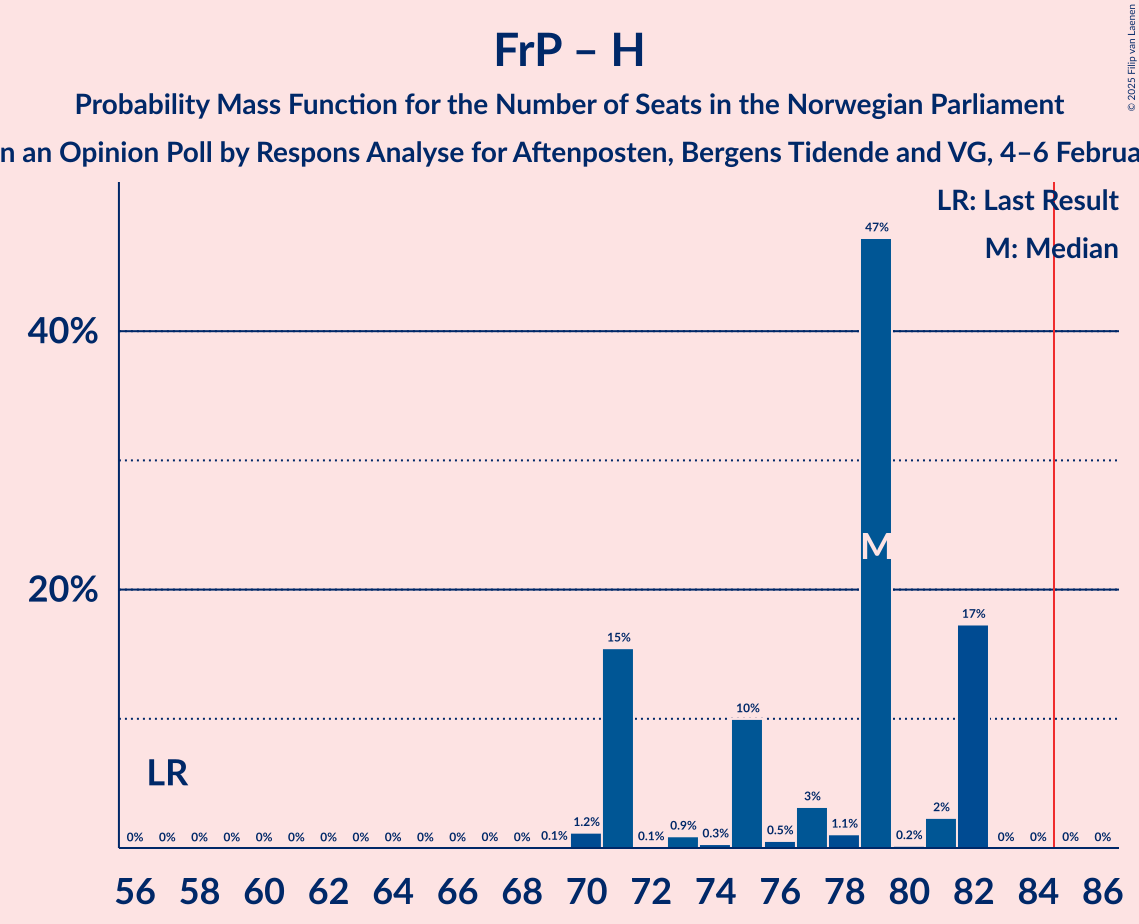 FrP – H
Probability Mass Function for the Number of Seats in the Norwegian Parliament
an Opinion Poll by Respons Analyse for Aftenposten, Bergens Tidende and VG, 4–6
© 2025 Filip van Laenen
LR: Last Result
M: Median
47%
40%
M
20%
17%
15%
10%
LR
3%
2%
0% 0% 0% 0% 0% 0% 0% 0% 0% 0% 0% 0% 0% 0.1% 1.2% 0.1% 0.9% 0.3% 0.5% 1.1% 0.2% 0% 0% 0% 0%
56 58 60 62 64 66 68 70 72 74 76 78 80 82 84 86